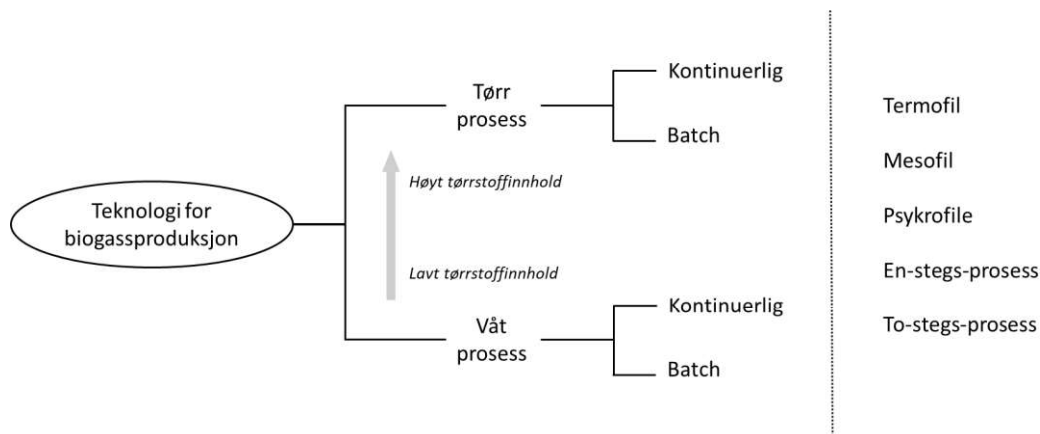 Teknologi for
biogassproduksjon
Tørr
prosess
Kontinuerlig
Batch
Høyt tørrstoffinnhold
Lavt tørrstoffinnhold
Våt
prosess
Kontinuerlig
Batch
Termofil
Mesofil
Psykrofile
En-stegs-prosess
To-stegs-prosess